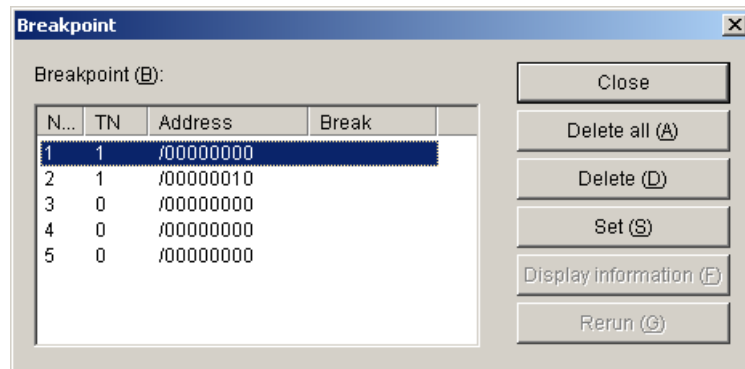 Breakpoint
Breakpoint (B):
N... TN Address Break
1 1 /00000000
2 1 /00000010
3 0 /00000000
4 0 /00000000
5 0 /00000000
Close
Delete all (A)
Delete (D)
Set (S)
Display information (F)
Rerun (G)